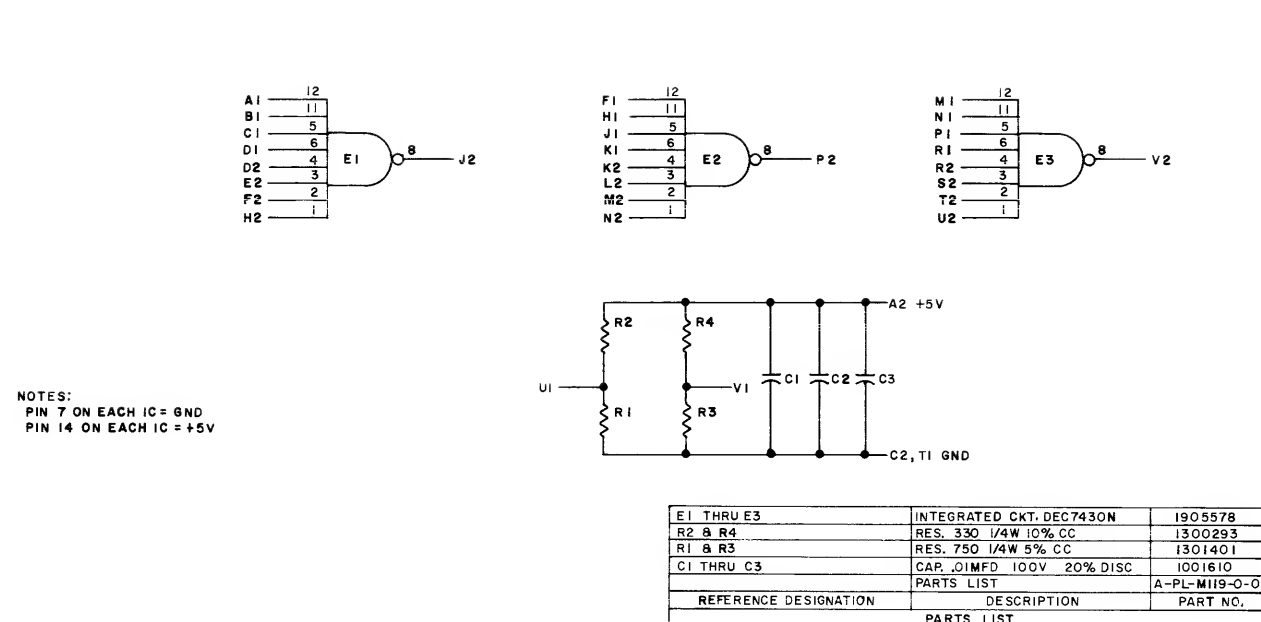 12
A1
11
B1
5
C1
6
D1
E1
8
J2
4
D2
3
E2
2
F2
1
H2
12
F1
11
H1
5
J1
6
K1
E2
8
P2
4
K2
3
L2
2
M2
1
N2
12
M1
11
N1
5
P1
6
R1
E3
8
V2
4
R2
3
S2
2
T2
1
U2
A2 +5V
R2
R4
U1
V1
C1
C2
C3
R1
R3
C2, T1 GND
NOTES:
PIN 7 ON EACH IC = GND
PIN 14 ON EACH IC = +5V
E1 THRU E3 INTEGRATED CKT. DEC7430N 1905578
R2 & R4 RES. 330 1/4W 10% CC 1300293
R1 & R3 RES. 750 1/4W 5% CC 1301401
C1 THRU C3 CAP. .01MFD 100V 20% DISC 1001610
PARTS LIST A-PL-M119-0-0
REFERENCE DESIGNATION DESCRIPTION PART NO.
PARTS LIST